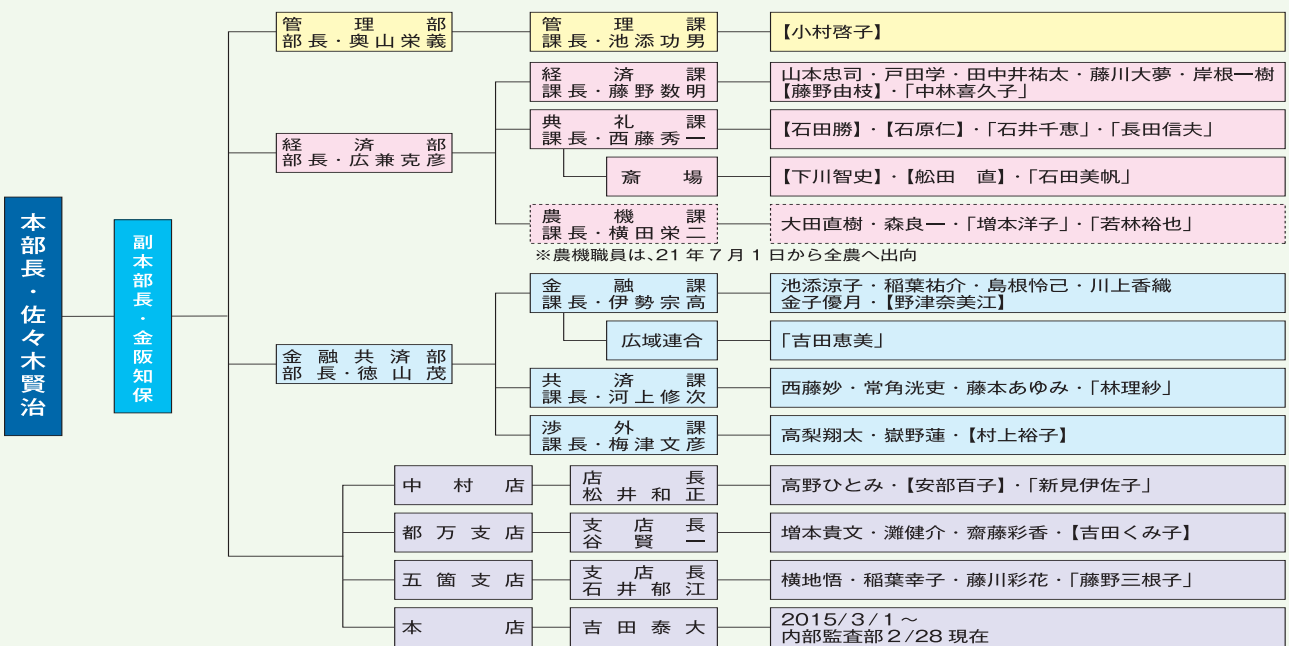 本部長・佐々木賢治
副本部長・金阪知保
管理部
部長・奥山栄義
管理課
課長・池添功男
【小村啓子】
経済部
部長・広兼克彦
経済課
課長・藤野数明
山本忠司・戸田学・田中井祐太・藤川大夢・岸根一樹
【藤野由枝】・「中林喜久子」
典礼課
課長・西藤秀一
【石田勝】・【石原仁】・「石井千恵」・「長田信夫」
斎場
【下川智史】・【舩田　直】・「石田美帆」
農機課
課長・横田栄二
大田直樹・森良一・「増本洋子」・「若林裕也」
※農機職員は、21年7月1日から全農へ出向
金融共済部
部長・徳山茂
金融課
課長・伊勢宗高
池添涼子・稲葉祐介・島根怜己・川上香織
金子優月・【野津奈美江】
広域連合
「吉田恵美」
共済課
課長・河上修次
西藤妙・常角洸吏・藤本あゆみ・「林理紗」
渉外課
課長・梅津文彦
高梨翔太・嶽野蓮・【村上裕子】
中村店
店長
松井和正
高野ひとみ・【安部百子】・「新見伊佐子」
都万支店
支店長
谷賢一
増本貴文・灘健介・齋藤彩香・【吉田くみ子】
五箇支店
支店長
石井郁江
横地悟・稲葉幸子・藤川彩花・「藤野三根子」
本店
吉田泰大
2015/3/1～
内部監査部2/28現在